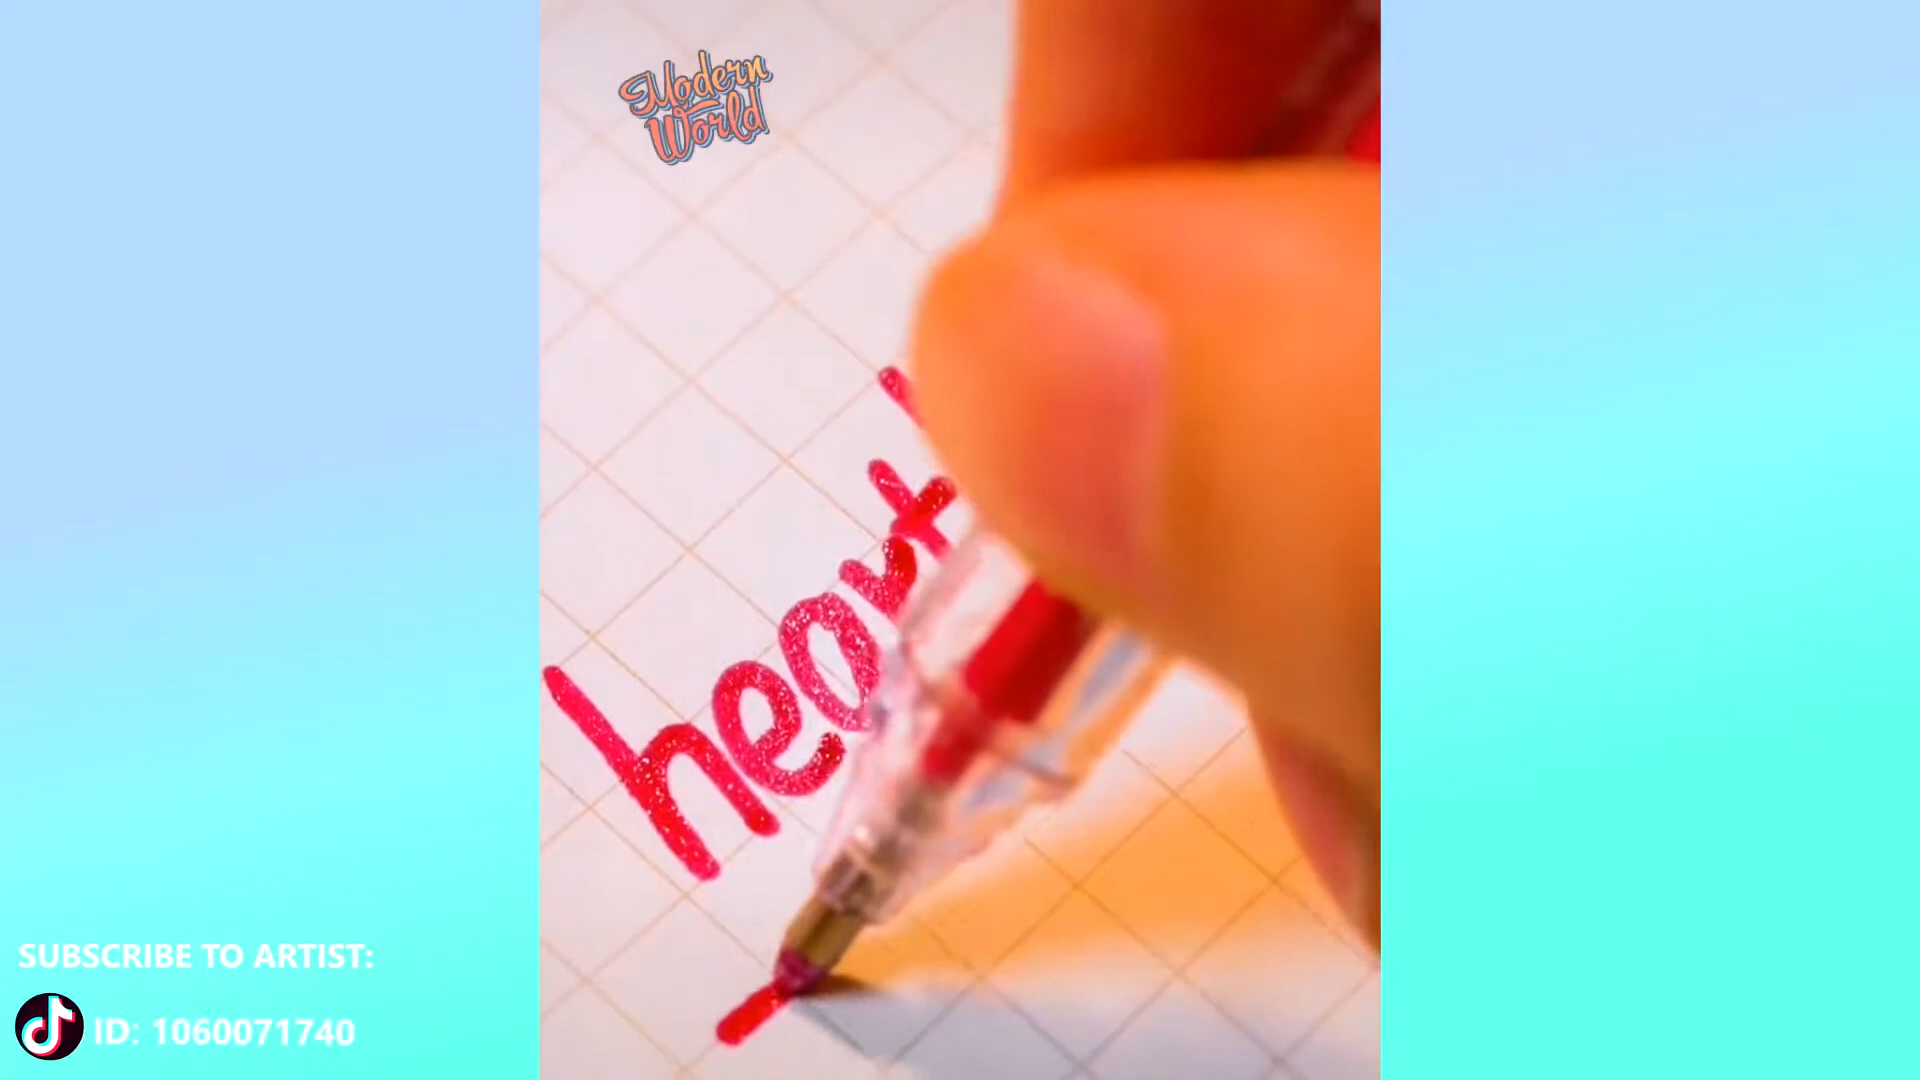 Modern
World
heart
SUBSCRIBE TO ARTIST:
ID: 1060071740